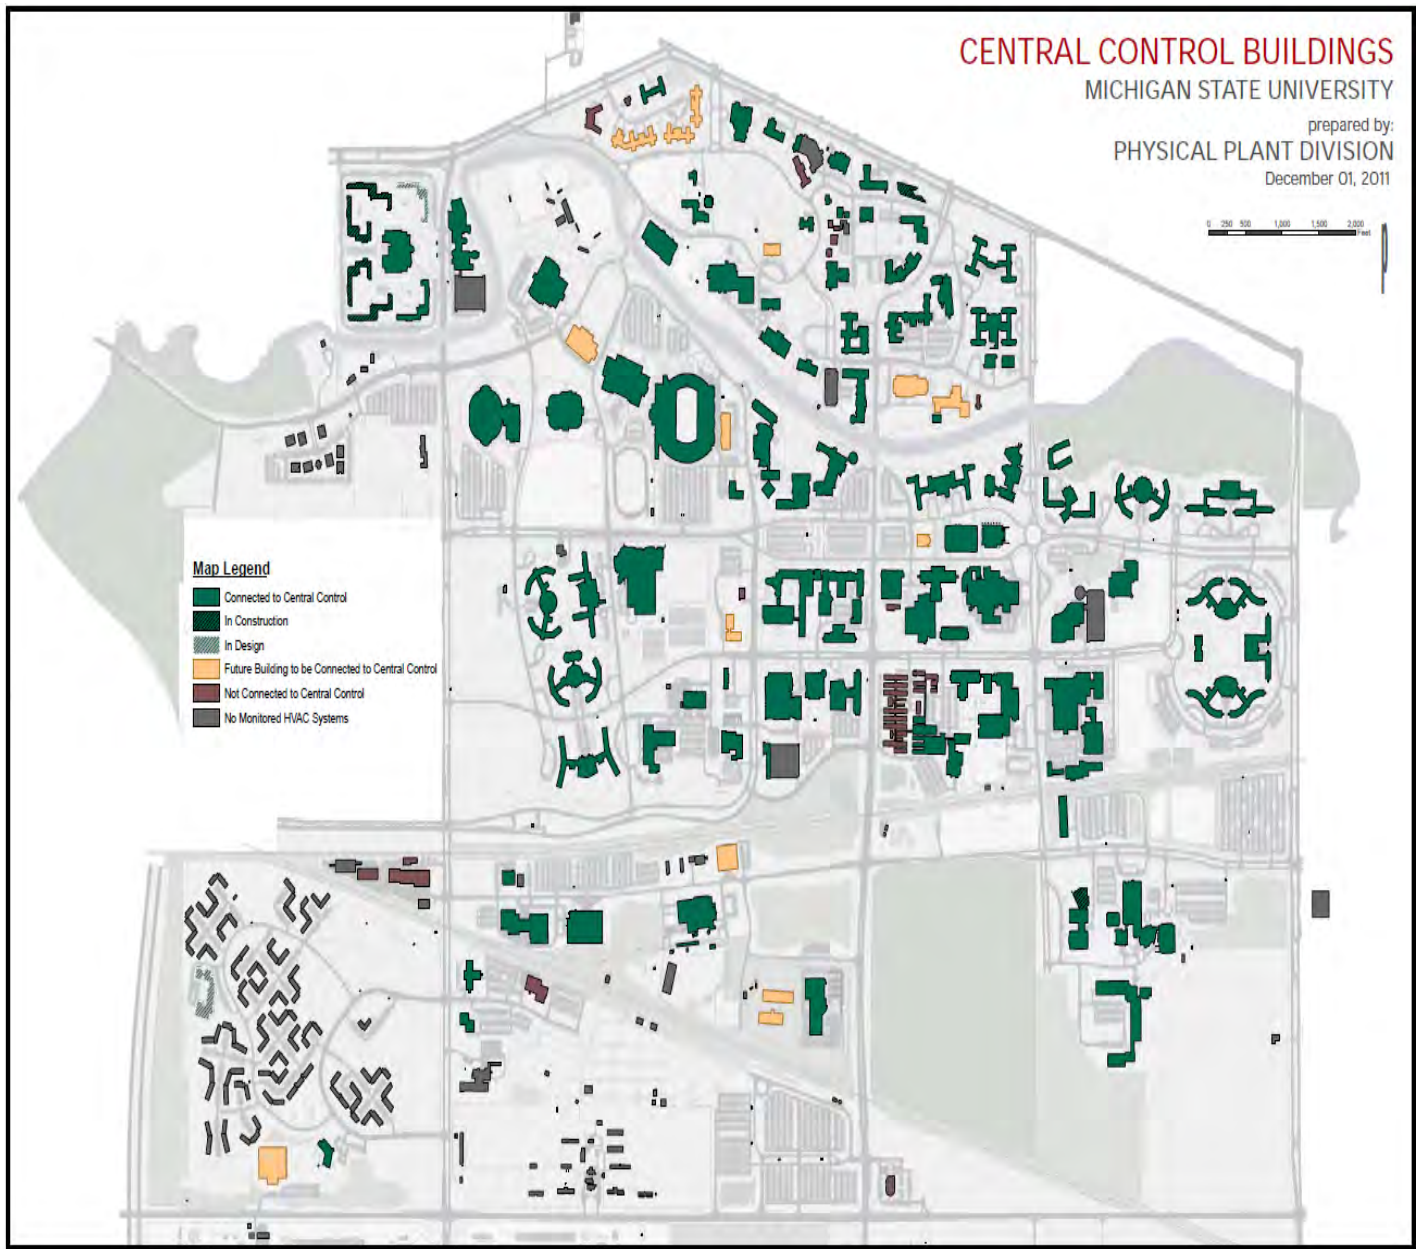 CENTRAL CONTROL BUILDINGS
MICHIGAN STATE UNIVERSITY
prepared by:
PHYSICAL PLANT DIVISION
December 01, 2011
0 250 500 1,000 1,500 2,000
Feet
Map Legend
Connected to Central Control
In Construction
In Design
Future Building to be Connected to Central Control
Not Connected to Central Control
No Monitored HVAC Systems